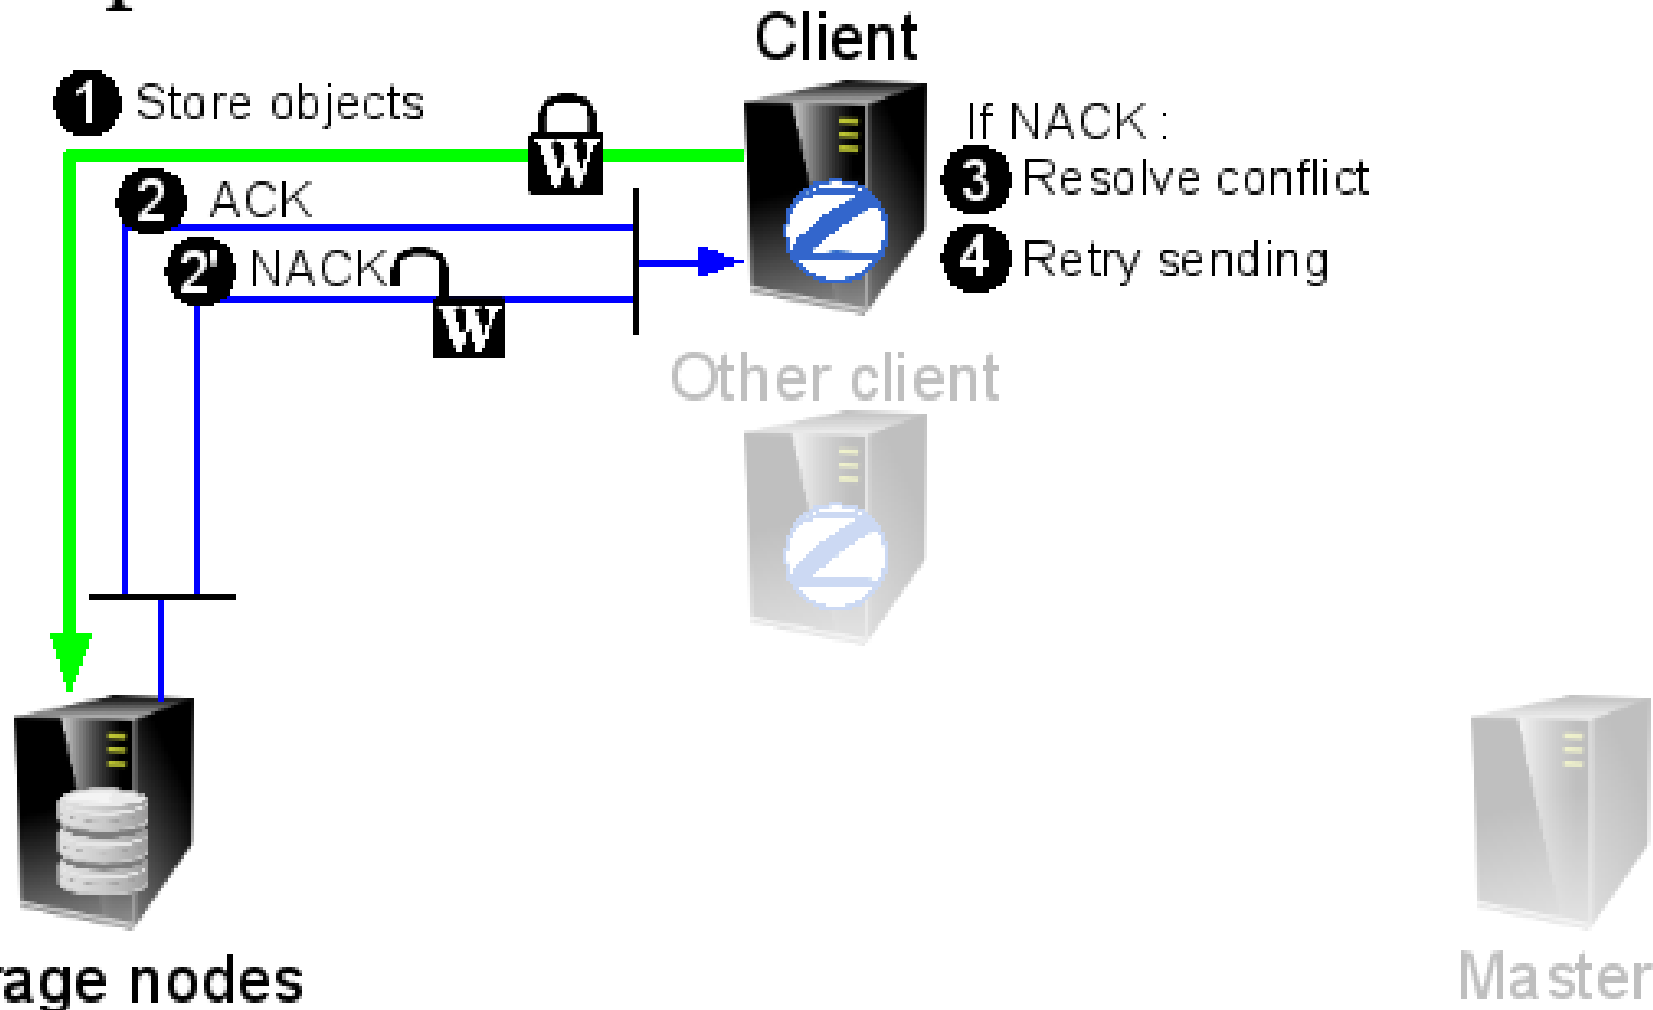 Client
1 Store objects
W
If NACK :
3 Resolve conflict
2 ACK
4 Retry sending
2' NACK
W
Other client
age nodes
Master